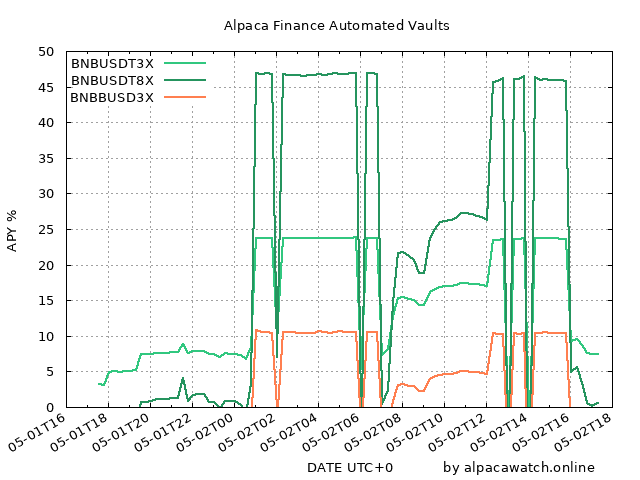 Alpaca Finance Automated Vaults
BNBUSDT3X
BNBUSDT8X
BNBBUSD3X
APY %
50
45
40
35
30
25
20
15
10
5
0
05-01T16
05-01T18
05-01T20
05-01T22
05-02T00
05-02T02
05-02T04
05-02T06
05-02T08
05-02T10
05-02T12
05-02T14
05-02T16
05-02T18
DATE UTC+0
by alpacawatch.online